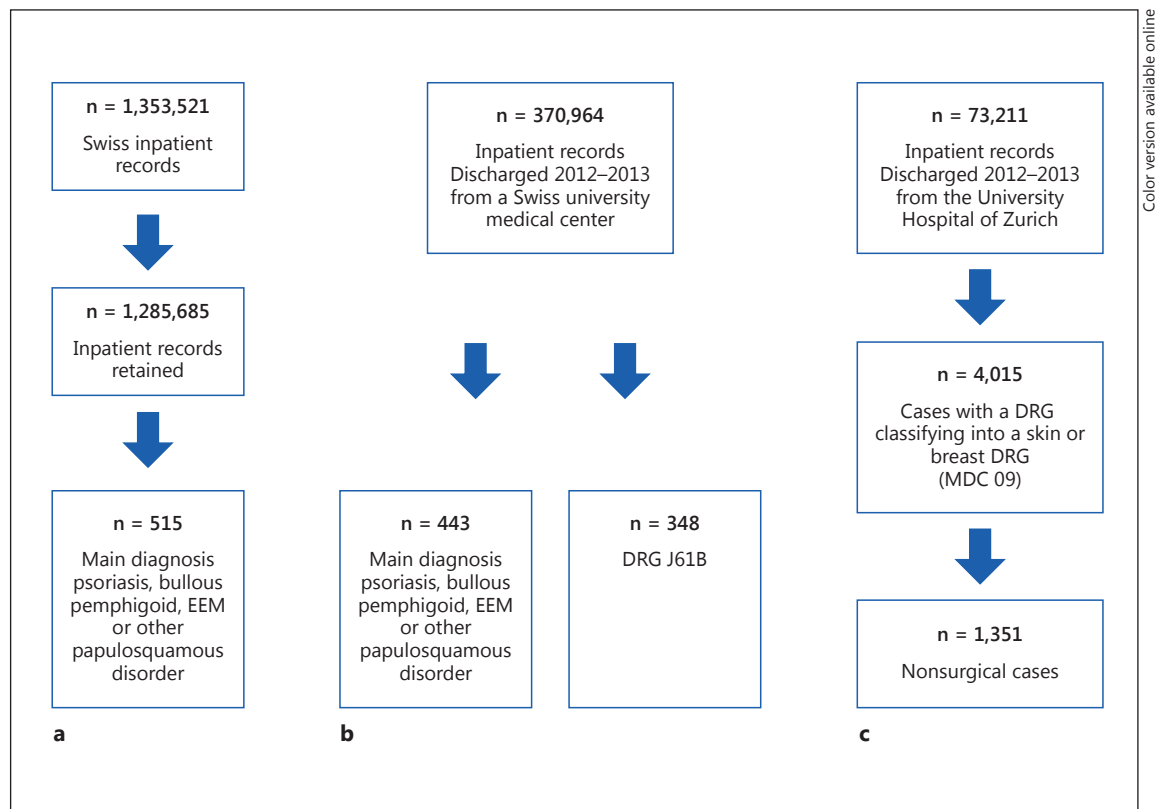 n = 1,353,521
Swiss inpatient
records
n = 1,285,685
Inpatient records
retained
n = 515
Main diagnosis
psoriasis, bullous
pemphigoid, EEM
or other
papulosquamous
disorder
a
n = 370,964
Inpatient records
Discharged 2012–2013
from a Swiss university
medical center
n = 443
Main diagnosis
psoriasis, bullous
pemphigoid, EEM
or other
papulosquamous
disorder
n = 348
DRG J61B
b
n = 73,211
Inpatient records
Discharged 2012–2013
from the University
Hospital of Zurich
n = 4,015
Cases with a DRG
classifying into a skin or
breast DRG
(MDC 09)
n = 1,351
Nonsurgical cases
c
Color version available online